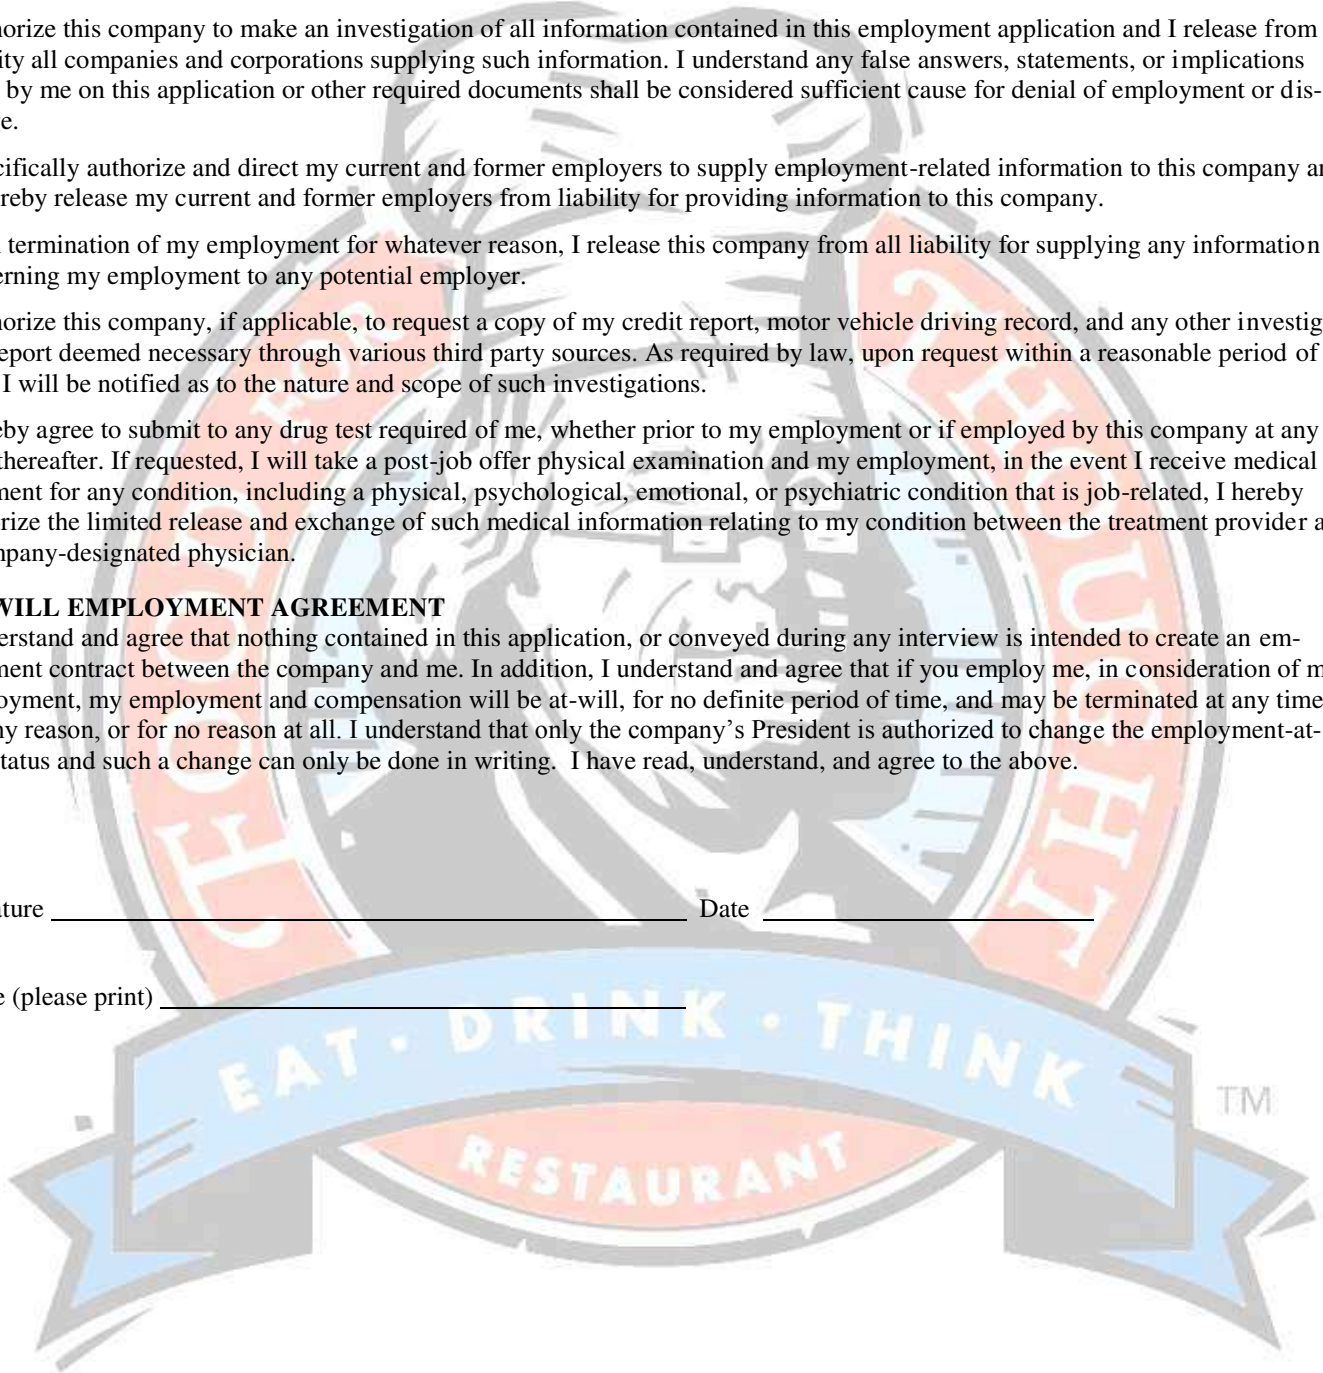 horize this company to make an investigation of all information contained in this employment application and I release from
ity all companies and corporations supplying such information. I understand any false answers, statements, or implications
by me on this application or other required documents shall be considered sufficient cause for denial of employment or dis-
e.
cifically authorize and direct my current and former employers to supply employment-related information to this company an
reby release my current and former employers from liability for providing information to this company.
termination of my employment for whatever reason, I release this company from all liability for supplying any information
erning my employment to any potential employer.
horize this company, if applicable, to request a copy of my credit report, motor vehicle driving record, and any other investig
eport deemed necessary through various third party sources. As required by law, upon request within a reasonable period of
I will be notified as to the nature and scope of such investigations.
eby agree to submit to any drug test required of me, whether prior to my employment or if employed by this company at any
thereafter. If requested, I will take a post-job offer physical examination and my employment, in the event I receive medical
ment for any condition, including a physical, psychological, emotional, or psychiatric condition that is job-related, I hereby
rize the limited release and exchange of such medical information relating to my condition between the treatment provider a
mpany-designated physician.
WILL EMPLOYMENT AGREEMENT
erstand and agree that nothing contained in this application, or conveyed during any interview is intended to create an em-
ment contract between the company and me. In addition, I understand and agree that if you employ me, in consideration of m
oyment, my employment and compensation will be at-will, for no definite period of time, and may be terminated at any time
ny reason, or for no reason at all. I understand that only the company's President is authorized to change the employment-at-
tatus and such a change can only be done in writing.  I have read, understand, and agree to the above.
ature Date
e (please print)
FOOD FOR THOUGHT
EAT · DRINK · THINK
TM
RESTAURANT